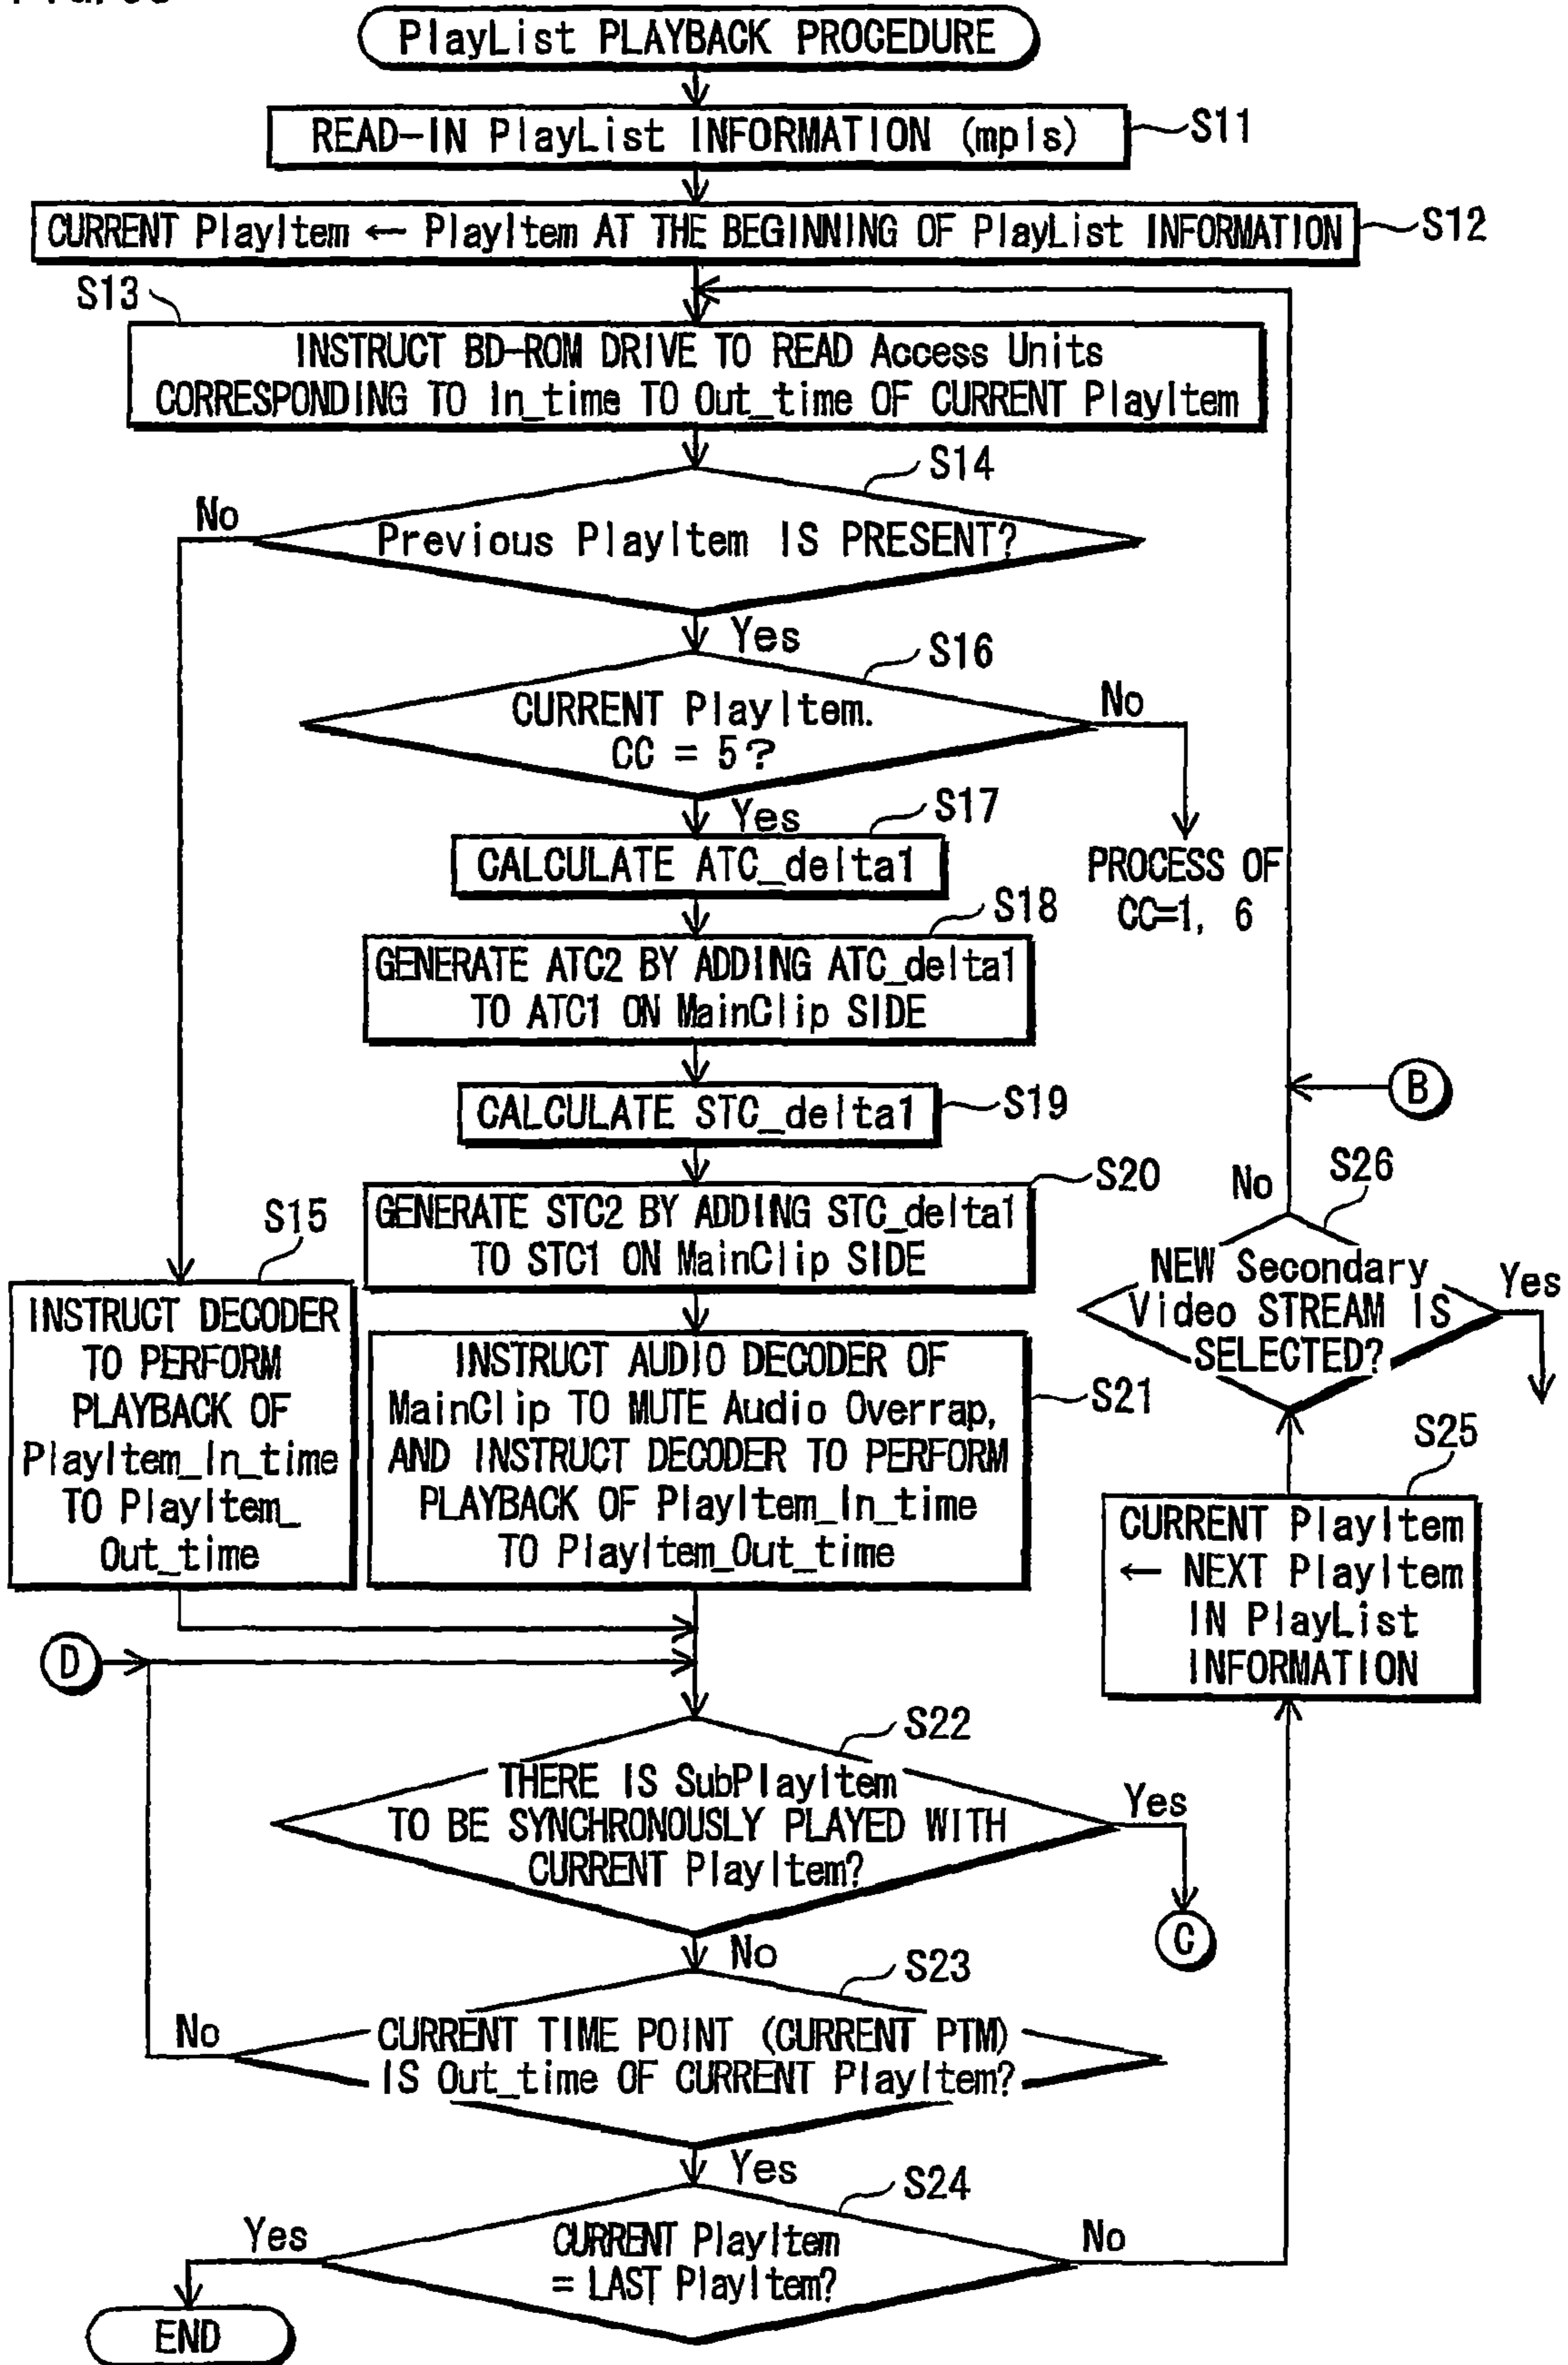 PlayList PLAYBACK PROCEDURE
READ-IN PlayList INFORMATION (mpls)
S11
CURRENT PlayItem ← PlayItem AT THE BEGINNING OF PlayList INFORMATION
S12
S13
INSTRUCT BD-ROM DRIVE TO READ Access Units
CORRESPONDING TO In_time TO Out_time OF CURRENT PlayItem
S14
No
Previous PlayItem IS PRESENT?
Yes
S16
CURRENT PlayItem.
CC = 5?
No
Yes
S17
CALCULATE ATC_delta1
PROCESS OF
CC=1, 6
S18
GENERATE ATC2 BY ADDING ATC_delta1
TO ATC1 ON MainClip SIDE
B
CALCULATE STC_delta1
S19
S20
GENERATE STC2 BY ADDING STC_delta1
TO STC1 ON MainClip SIDE
No
S26
NEW Secondary
Video STREAM IS
SELECTED?
Yes
S15
INSTRUCT DECODER
TO PERFORM
PLAYBACK OF
PlayItem_In_time
TO PlayItem_
Out_time
INSTRUCT AUDIO DECODER OF
MainClip TO MUTE Audio Overrap,
AND INSTRUCT DECODER TO PERFORM
PLAYBACK OF PlayItem_In_time
TO PlayItem_Out_time
S21
S25
CURRENT PlayItem
← NEXT PlayItem
IN PlayList
INFORMATION
D
S22
THERE IS SubPlayItem
TO BE SYNCHRONOUSLY PLAYED WITH
CURRENT PlayItem?
Yes
C
No
S23
No
CURRENT TIME POINT (CURRENT PTM)
IS Out_time OF CURRENT PlayItem?
Yes
S24
Yes
CURRENT PlayItem
= LAST PlayItem?
No
END